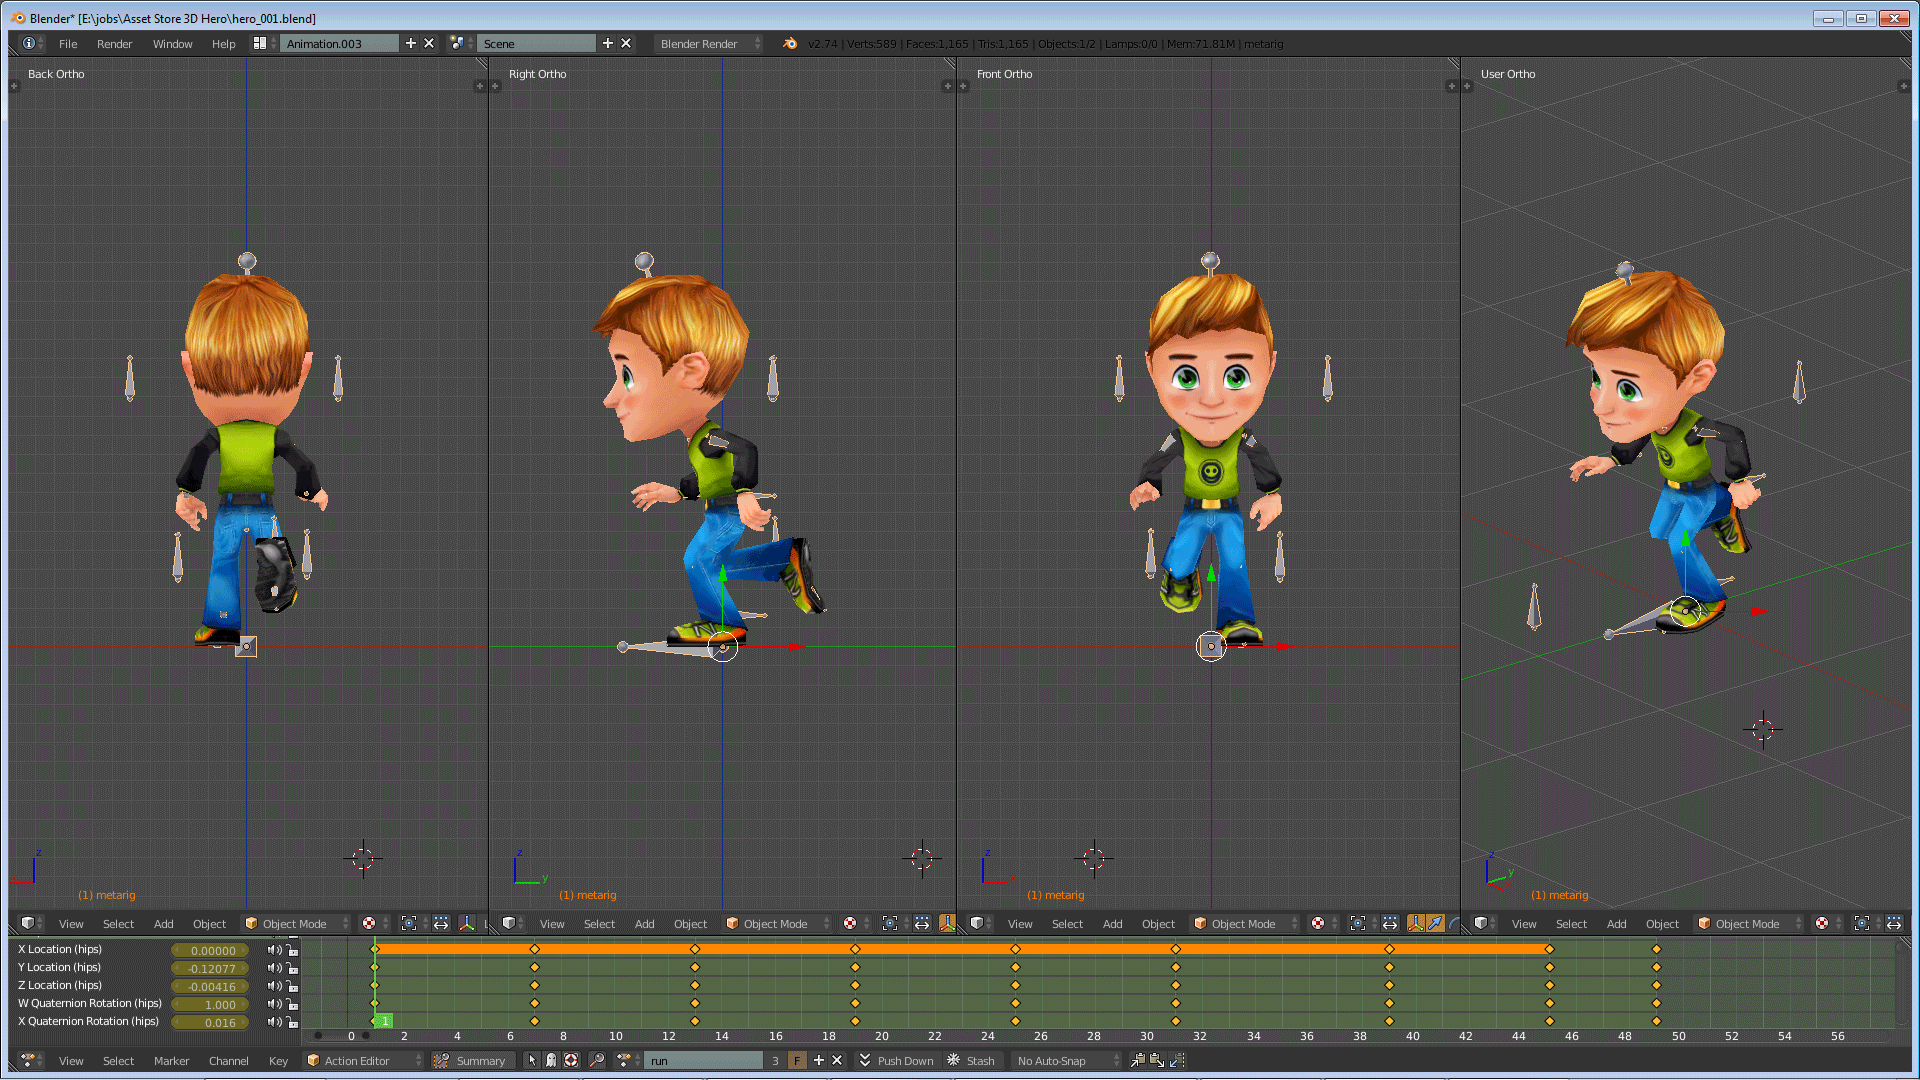 Blender* [E:\jobs\Asset Store 3D Hero\hero_001.blend]
File Render Window Help Animation.003 Scene Blender Render v2.74 | Verts:589 | Faces:1,165 | Tris:1,165 | Objects:1/2 | Lamps:0/0 | Mem:71.81M | metarig
Back Ortho Right Ortho Front Ortho User Ortho
z z z z
y x y
(1) metarig (1) metarig (1) metarig (1) metarig
View Select Add Object Object Mode View Select Add Object Object Mode View Select Add Object Object Mode View Select Add Object Object Mode
X Location (hips) 0.00000
Y Location (hips) -0.12077
Z Location (hips) -0.00416
W Quaternion Rotation (hips) 1.000
X Quaternion Rotation (hips) 0.016
1
0 2 4 6 8 10 12 14 16 18 20 22 24 26 28 30 32 34 36 38 40 42 44 46 48 50 52 54 56
View Select Marker Channel Key Action Editor Summary run 3 F Push Down Stash No Auto-Snap